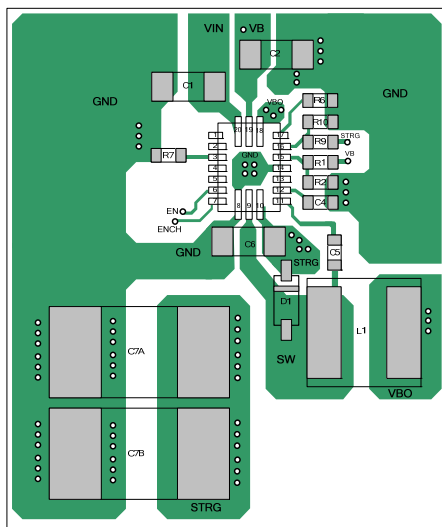 VIN VB
C2
C1
GND GND
VBO
R6
20 19 18
R10
1 17
2 16 R9 STRG
R7 3 15 R1 VB
4 GND 14
5 13 R2
6 12 C4
7 11
EN
ENCH
8 9 10
GND C6 C5
STRG
D1
L1
C7A SW
VBO
C7B
STRG